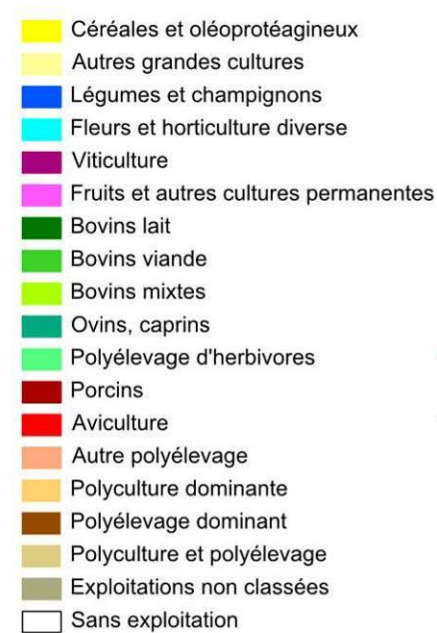 Céréales et oléoprotéagineux
Autres grandes cultures
Légumes et champignons
Fleurs et horticulture diverse
Viticulture
Fruits et autres cultures permanentes
Bovins lait
Bovins viande
Bovins mixtes
Ovins, caprins
Polyélevage d'herbivores
Porcins
Aviculture
Autre polyélevage
Polyculture dominante
Polyélevage dominant
Polyculture et polyélevage
Exploitations non classées
Sans exploitation